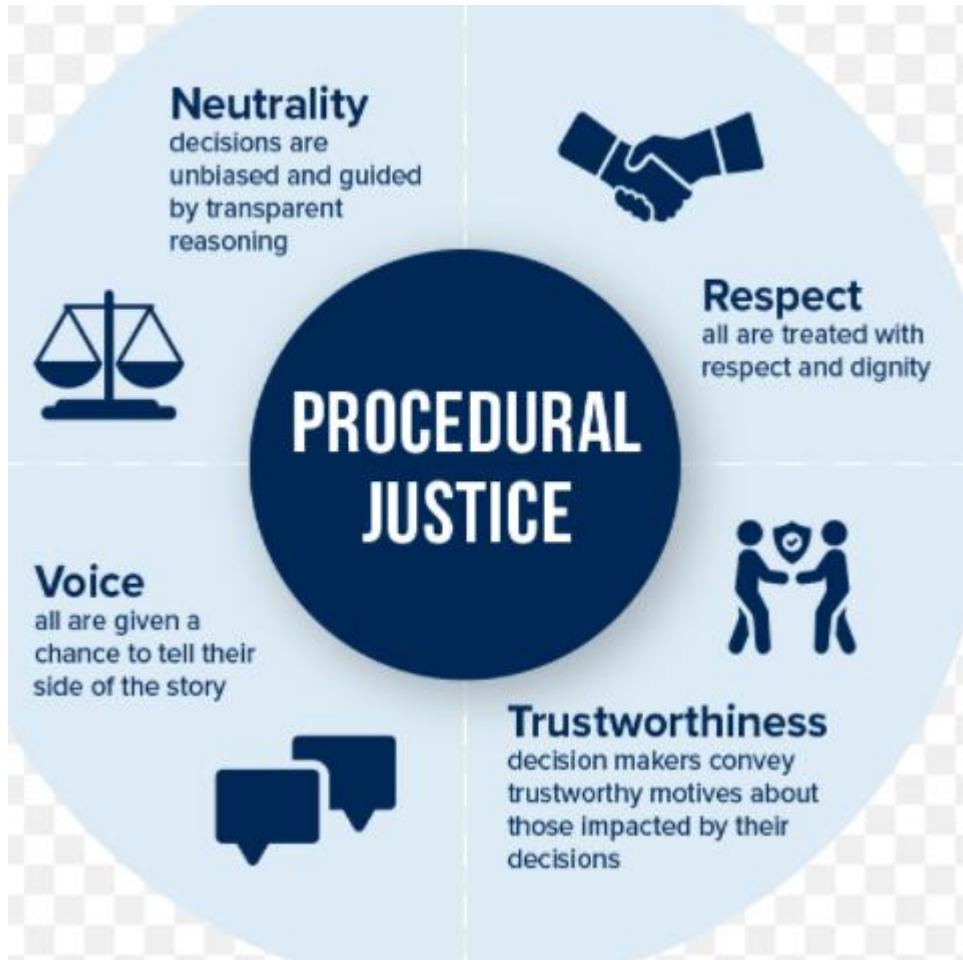 Neutrality
decisions are
unbiased and guided
by transparent
reasoning
Respect
all are treated with
respect and dignity
PROCEDURAL
JUSTICE
Voice
all are given a
chance to tell their
side of the story
Trustworthiness
decision makers convey
trustworthy motives about
those impacted by their
decisions